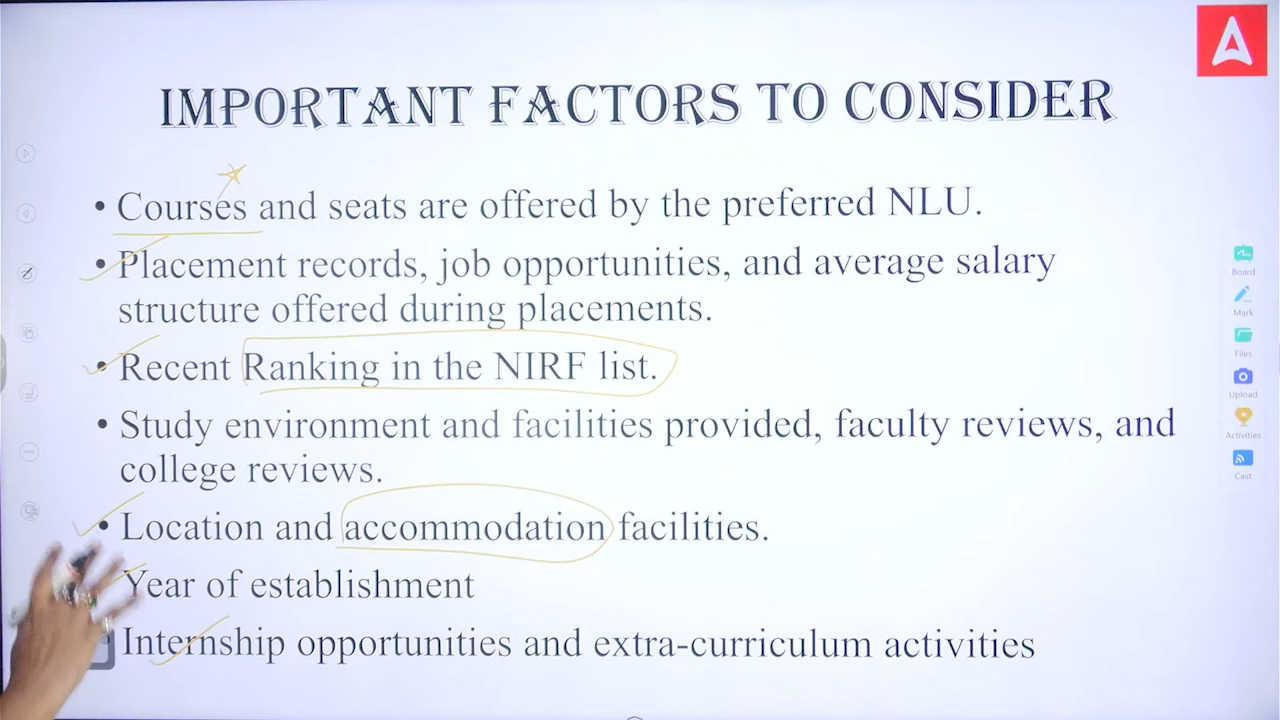 IMPORTANT FACTORS TO CONSIDER
• Courses and seats are offered by the preferred NLU.
• Placement records, job opportunities, and average salary
structure offered during placements.
• Recent Ranking in the NIRF list.
• Study environment and facilities provided, faculty reviews, and
college reviews.
• Location and accommodation facilities.
Year of establishment
Internship opportunities and extra-curriculum activities
Board
Mark
Files
Upload
Activities
Cast